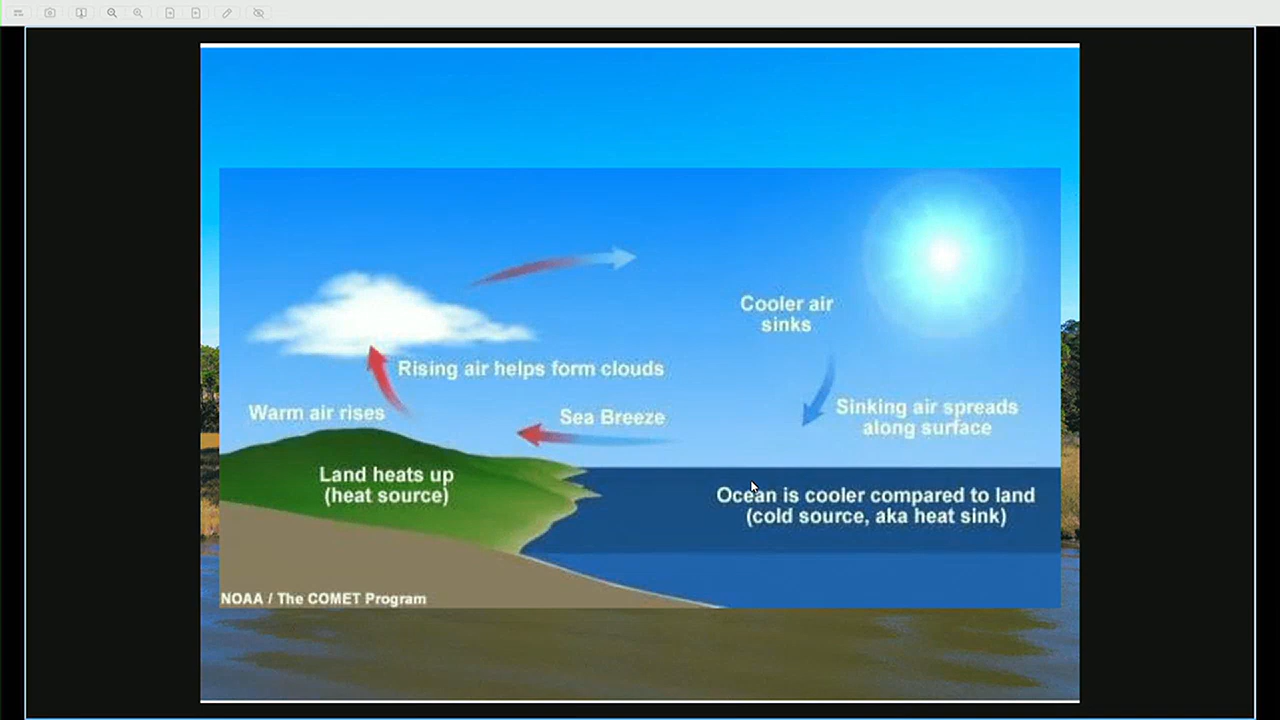 Cooler air
sinks
Rising air helps form clouds
Warm air rises
Sea Breeze
Sinking air spreads
along surface
Land heats up
(heat source)
Ocean is cooler compared to land
(cold source, aka heat sink)
NOAA / The COMET Program